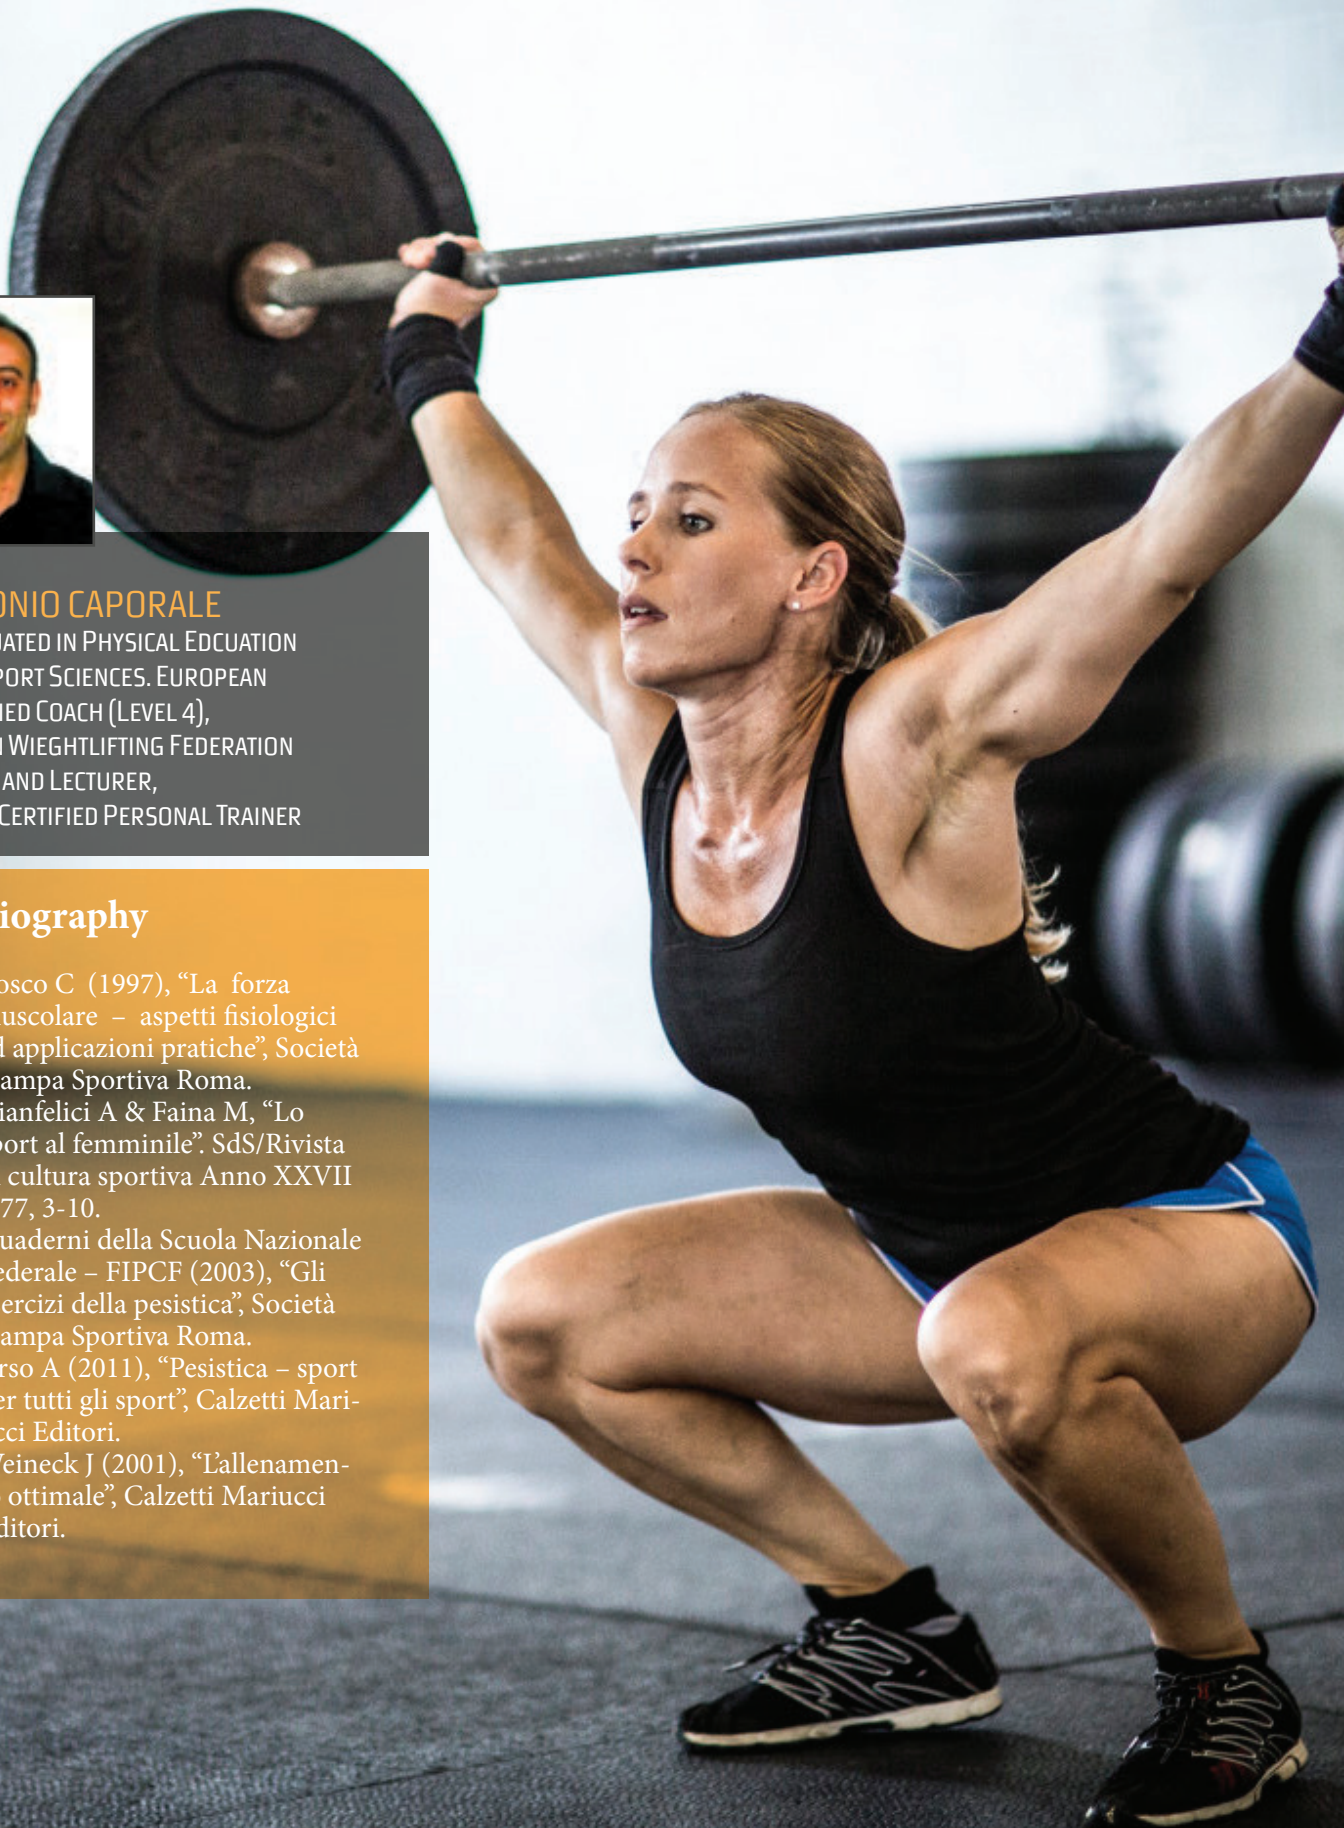 ONIO CAPORALE
UATED IN PHYSICAL EDCUATION
PORT SCIENCES. EUROPEAN
IED COACH (LEVEL 4),
N WIEGHTLIFTING FEDERATION
AND LECTURER,
CERTIFIED PERSONAL TRAINER
iography
osco C (1997), “La forza
uscolare – aspetti fisiologici
d applicazioni pratiche”, Società
ampa Sportiva Roma.
ianfelici A & Faina M, “Lo
port al femminile”. SdS/Rivista
i cultura sportiva Anno XXVII
77, 3-10.
uaderni della Scuola Nazionale
ederale – FIPCF (2003), “Gli
ercizi della pesistica”, Società
ampa Sportiva Roma.
rso A (2011), “Pesistica – sport
er tutti gli sport”, Calzetti Mari-
cci Editori.
eineck J (2001), “L’allenamen-
ottimale”, Calzetti Mariucci
ditori.